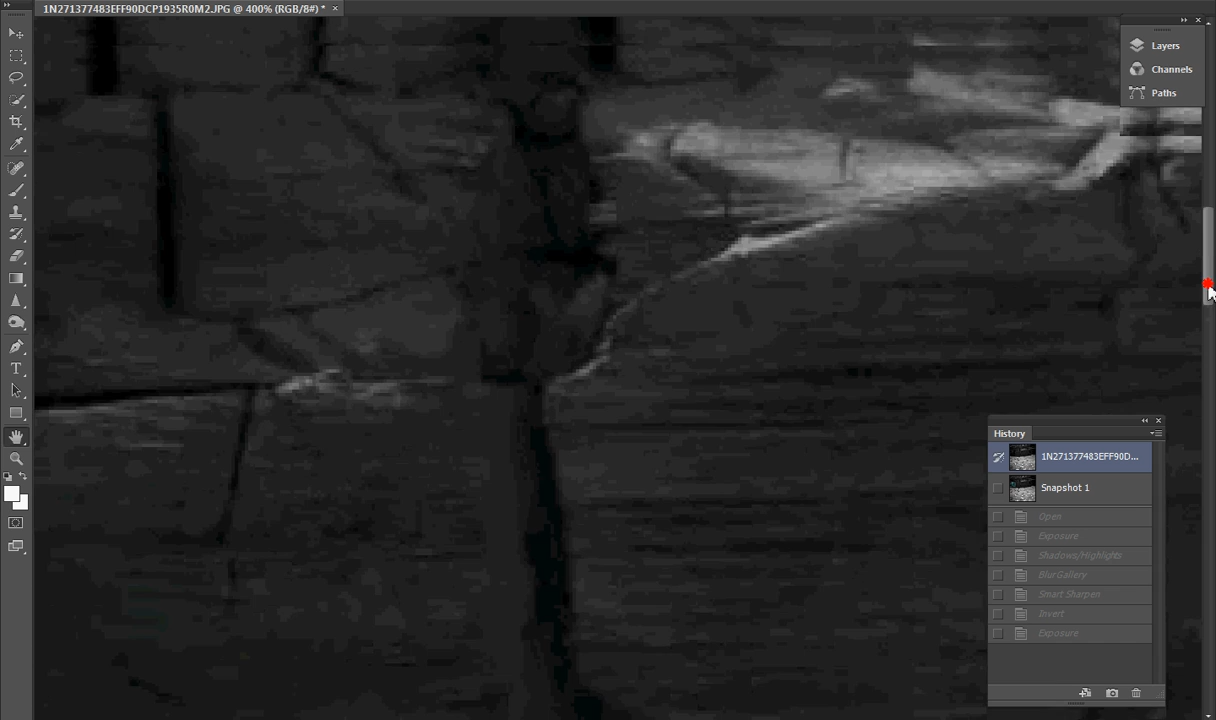 1N271377483EFF90DCP1935R0M2.JPG @ 400% (RGB/8#) * ×
Layers
Channels
Paths
T
History
1N271377483EFF90D...
Snapshot 1
Open
Exposure
Shadows/Highlights
Blur Gallery
Smart Sharpen
Invert
Exposure